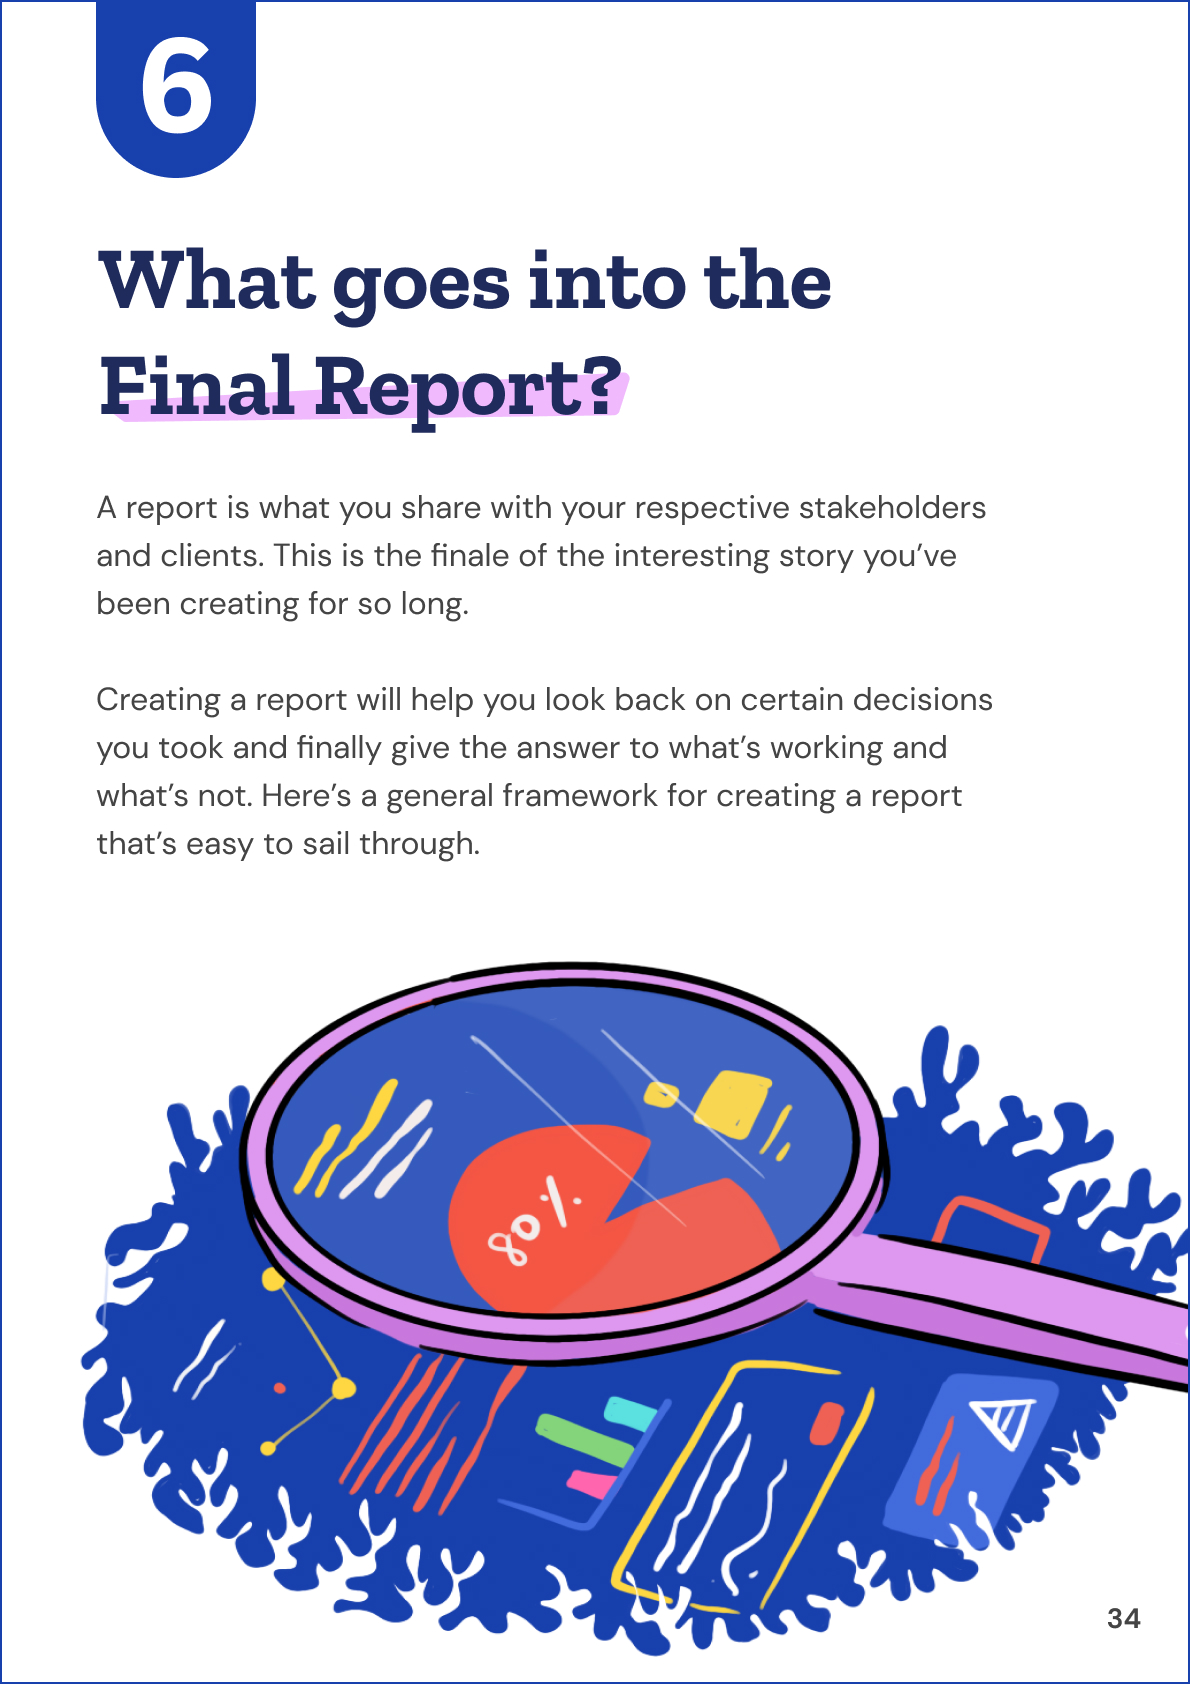 6
What goes into the
Final Report?
A report is what you share with your respective stakeholders
and clients. This is the finale of the interesting story you’ve
been creating for so long.
Creating a report will help you look back on certain decisions
you took and finally give the answer to what’s working and
what’s not. Here’s a general framework for creating a report
that’s easy to sail through.
80%
34